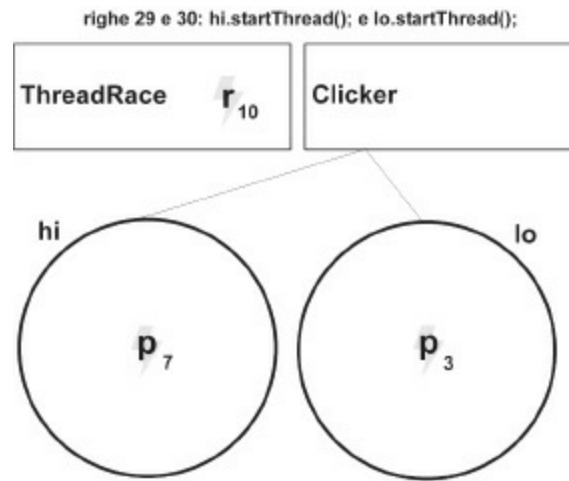 righe 29 e 30: hi.startThread(); e lo.startThread();
ThreadRace r10 Clicker
hi lo
p7 p3